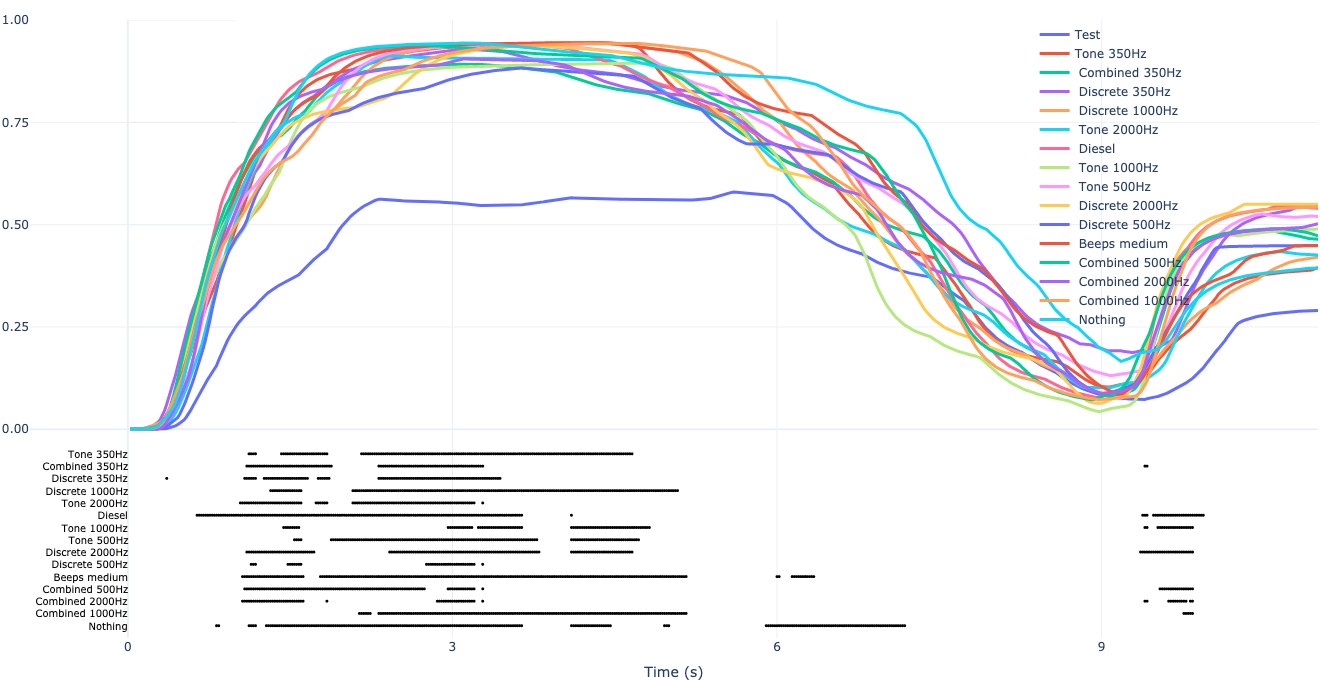 1.00
0.75
0.50
0.25
0.00
Test
Tone 350Hz
Combined 350Hz
Discrete 350Hz
Discrete 1000Hz
Tone 2000Hz
Diesel
Tone 1000Hz
Tone 500Hz
Discrete 2000Hz
Discrete 500Hz
Beeps medium
Combined 500Hz
Combined 2000Hz
Combined 1000Hz
Nothing
Tone 350Hz
Combined 350Hz
Discrete 350Hz
Discrete 1000Hz
Tone 2000Hz
Diesel
Tone 1000Hz
Tone 500Hz
Discrete 2000Hz
Discrete 500Hz
Beeps medium
Combined 500Hz
Combined 2000Hz
Combined 1000Hz
Nothing
0 3 6 9
Time (s)